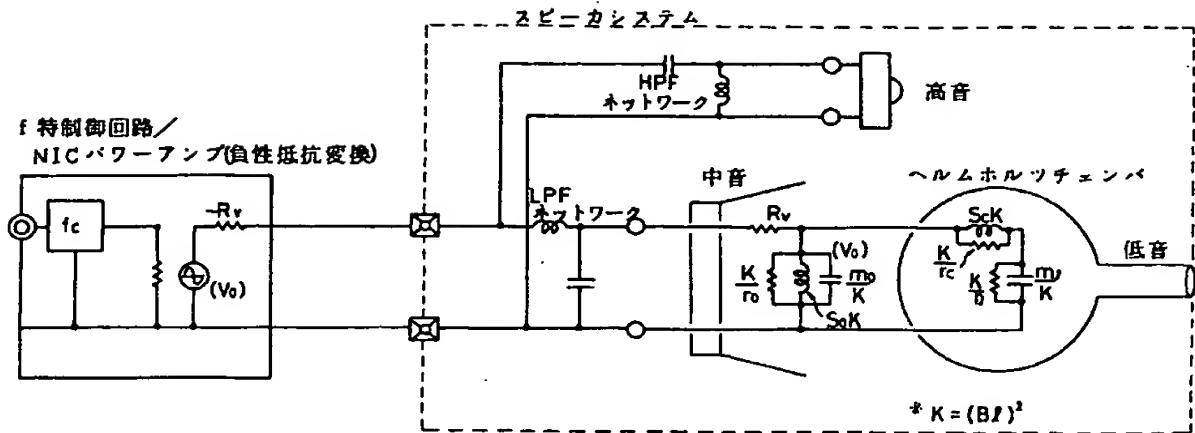 スピーカシステム
HPF
ネットワーク
高音
f 特制御回路/
NICパワーアンプ(負性抵抗変換)
fc
-Rv
(V₀)
LPF
ネットワーク
中音
Rv
(V₀)
K/r₀
m₀/K
S₀K
ヘルムホルツチェンバ
ScK
K/rc
低音
* K=(Bℓ)²